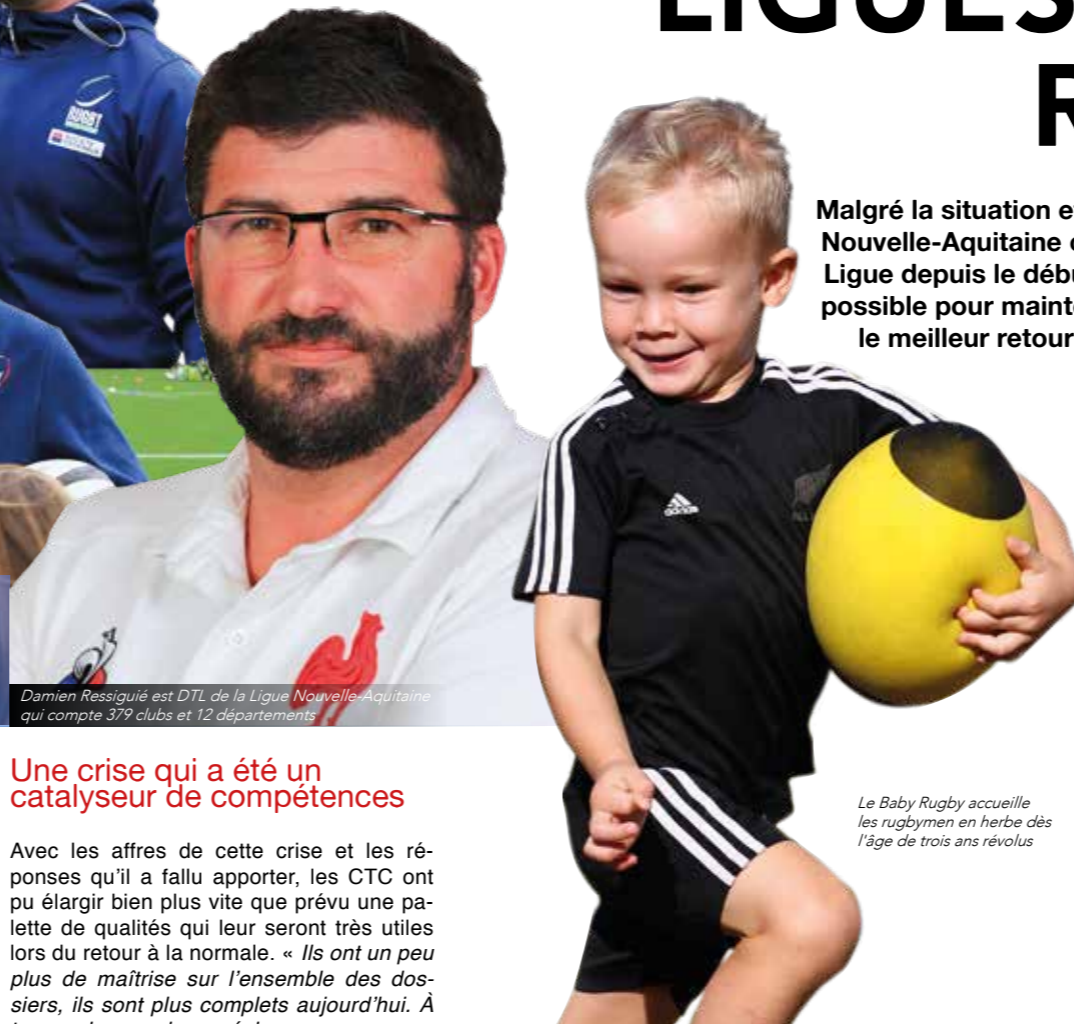 LIGUES
R
Malgré la situation e
Nouvelle-Aquitaine
Ligue depuis le débu
possible pour maint
le meilleur retour
RUGBY
adidas
Damien Ressiguié est DTL de la Ligue Nouvelle-Aquitaine
qui compte 379 clubs et 12 départements
Une crise qui a été un
catalyseur de compétences
Avec les affres de cette crise et les ré-
ponses qu'il a fallu apporter, les CTC ont
pu élargir bien plus vite que prévu une pa-
lette de qualités qui leur seront très utiles
lors du retour à la normale. « Ils ont un peu
plus de maîtrise sur l'ensemble des dos-
siers, ils sont plus complets aujourd'hui. À
Le Baby Rugby accueille
les rugbymen en herbe dès
l'âge de trois ans révolus